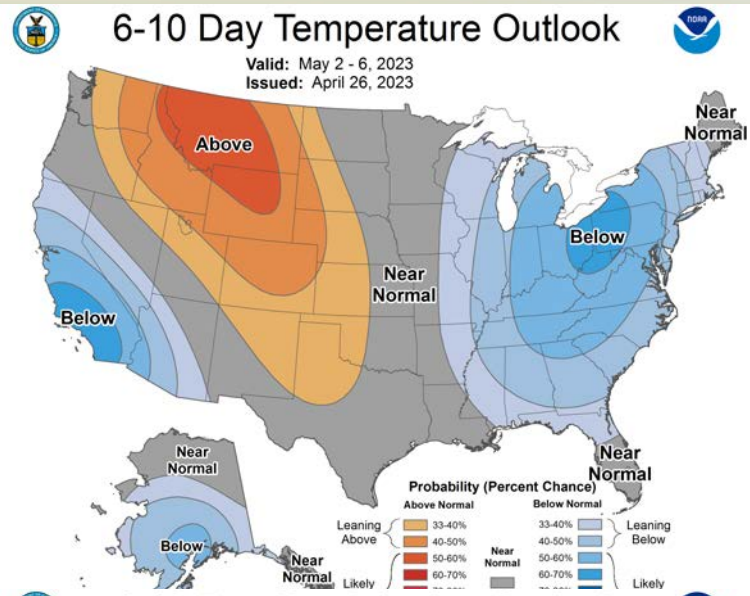 6-10 Day Temperature Outlook
NOAA
Valid: May 2 - 6, 2023
Issued: April 26, 2023
Above
Near
Normal
Below
Near
Normal
Below
Near
Normal
Near
Normal
Below
Near
Normal
Probability (Percent Chance)
Above Normal
Below Normal
Leaning
Above
33-40%
40-50%
50-60%
60-70%
Likely
Near
Normal
33-40%
40-50%
50-60%
60-70%
Leaning
Below
Likely